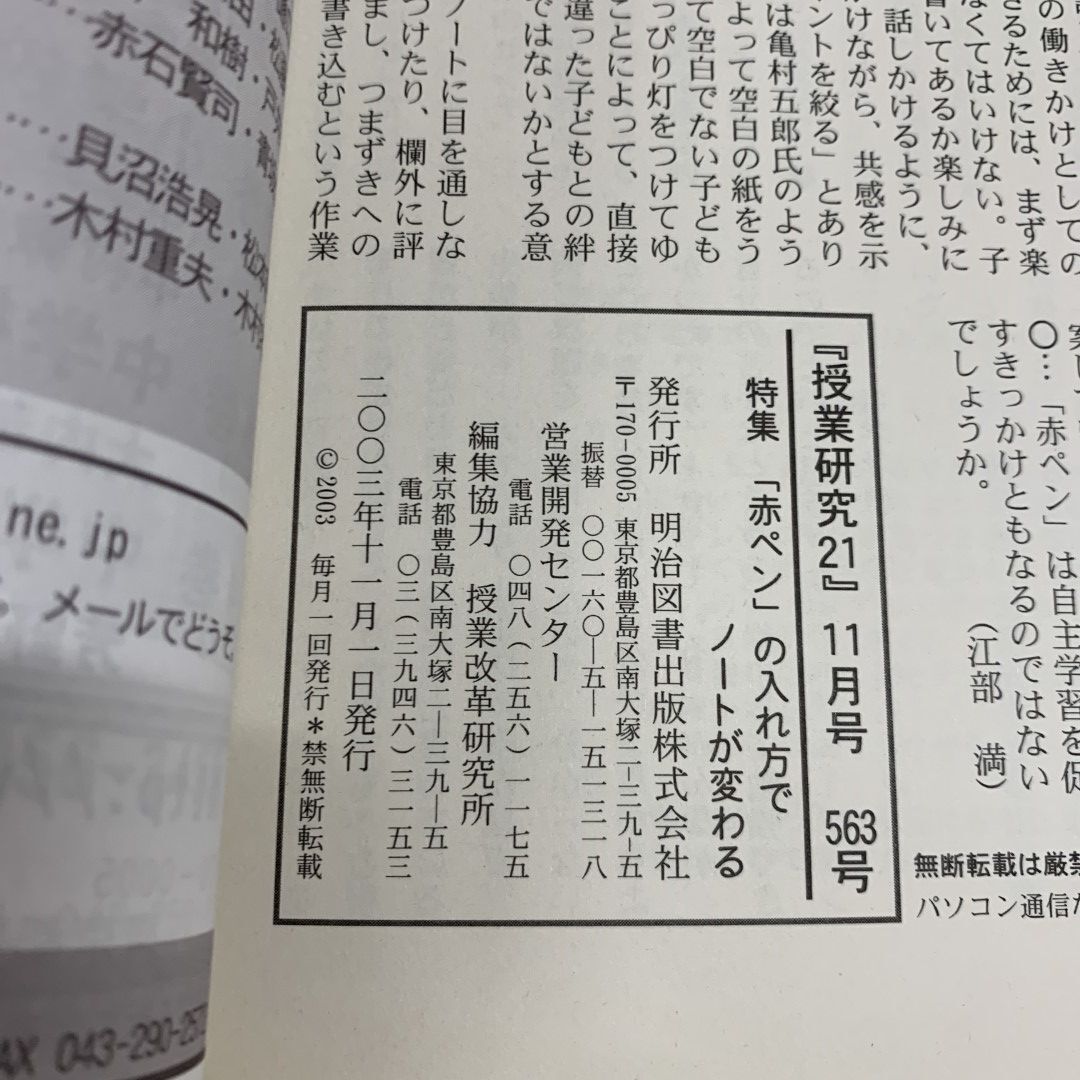 の働きかけとしての
きるためには、まず楽
なくてはいけない。子
書いてあるか楽しみに
話しかけるように、
けながら、共感を示
ントを絞る」とあり
は亀村五郎氏のよう
よって空白の紙をう
て空白でない子ども
っぴり灯をつけてゆ
ことによって、直接
違った子どもとの絆
ではないかとする意
ノートに目を通しな
つけたり、欄外に評
まし、つまずきへの
書き込むという作業
〇…「赤ペン」は自主学習を促
すきっかけともなるのではない
でしょうか。
（江部　満）
『授業研究21』 11月号　563号
特集　「赤ペン」の入れ方で
ノートが変わる
発行所　明治図書出版株式会社
〒170-0005 東京都豊島区南大塚二ー三九ー五
振替　〇〇一六〇―五―一五一三一八
営業開発センター
電話　〇四八（二五六）一一七五
編集協力　授業改革研究所
東京都豊島区南大塚二―三九―五
電話　〇三（三九四六）三一五三
二〇〇三年十一月一日発行
©2003　毎月一回発行＊禁無断転載
無断転載は厳禁
パソコン通信
和樹・戸
赤石賢司・
貝沼浩晃・松
木村重夫・木村
ne.jp
メールでどうぞ。
FAX 043-290-257